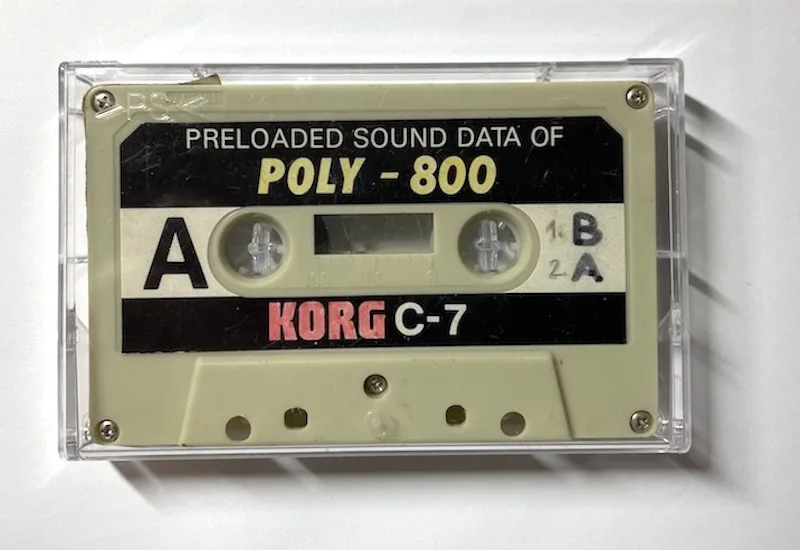 PRELOADED SOUND DATA OF
POLY - 800
A
1. B
2. A.
KORG C-7